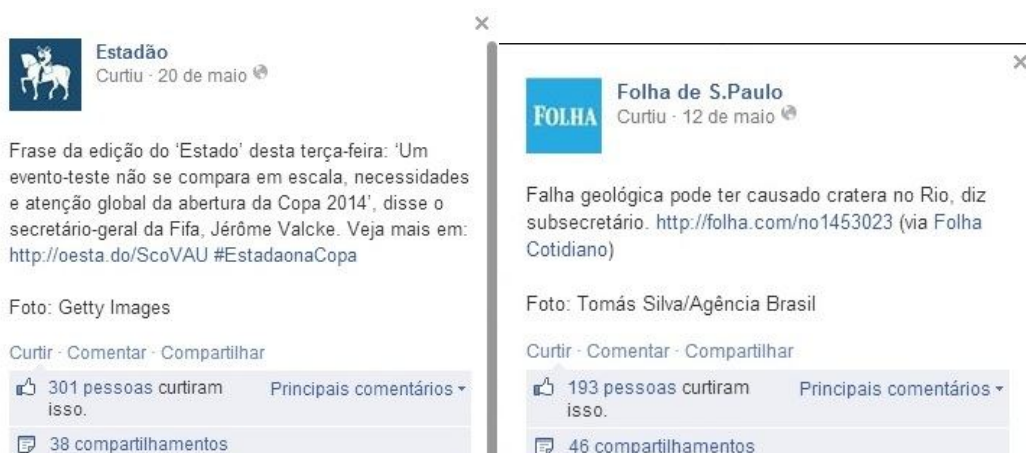 Estadão
Curtiu · 20 de maio
Frase da edição do ‘Estado’ desta terça-feira: ‘Um
evento-teste não se compara em escala, necessidades
e atenção global da abertura da Copa 2014’, disse o
secretário-geral da Fifa, Jérôme Valcke. Veja mais em:
http://oesta.do/ScoVAU #EstadaonaCopa
Foto: Getty Images
Curtir · Comentar · Compartilhar
301 pessoas curtiram Principais comentários
isso.
38 compartilhamentos
FOLHA
Folha de S.Paulo
Curtiu · 12 de maio
Falha geológica pode ter causado cratera no Rio, diz
subsecretário. http://folha.com/no1453023 (via Folha
Cotidiano)
Foto: Tomás Silva/Agência Brasil
Curtir · Comentar · Compartilhar
193 pessoas curtiram Principais comentários
isso.
46 compartilhamentos